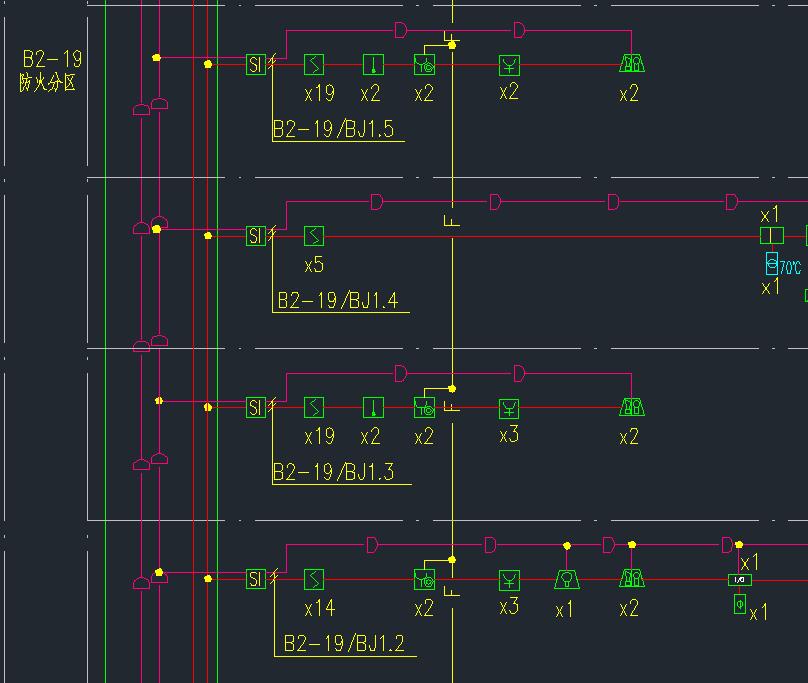 B2-19
防火分区
D D
F
SI
x19 x2 x2 x2 x2
B2-19/BJ1.5
D D D D
F
x1
SI
70℃
x5 x1
B2-19/BJ1.4
D D
F
SI
x19 x2 x2 x3 x2
B2-19/BJ1.3
D D D D
x1
SI
I/O
F
x14 x2 x3 x1 x2 x1
B2-19/BJ1.2